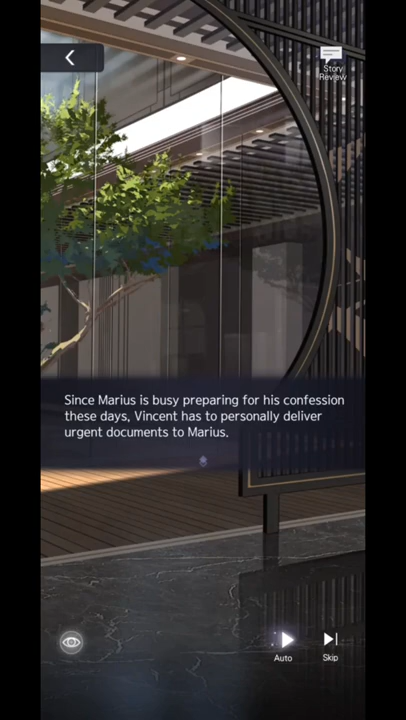 Story
Review
Since Marius is busy preparing for his confession
these days, Vincent has to personally deliver
urgent documents to Marius.
Auto
Skip